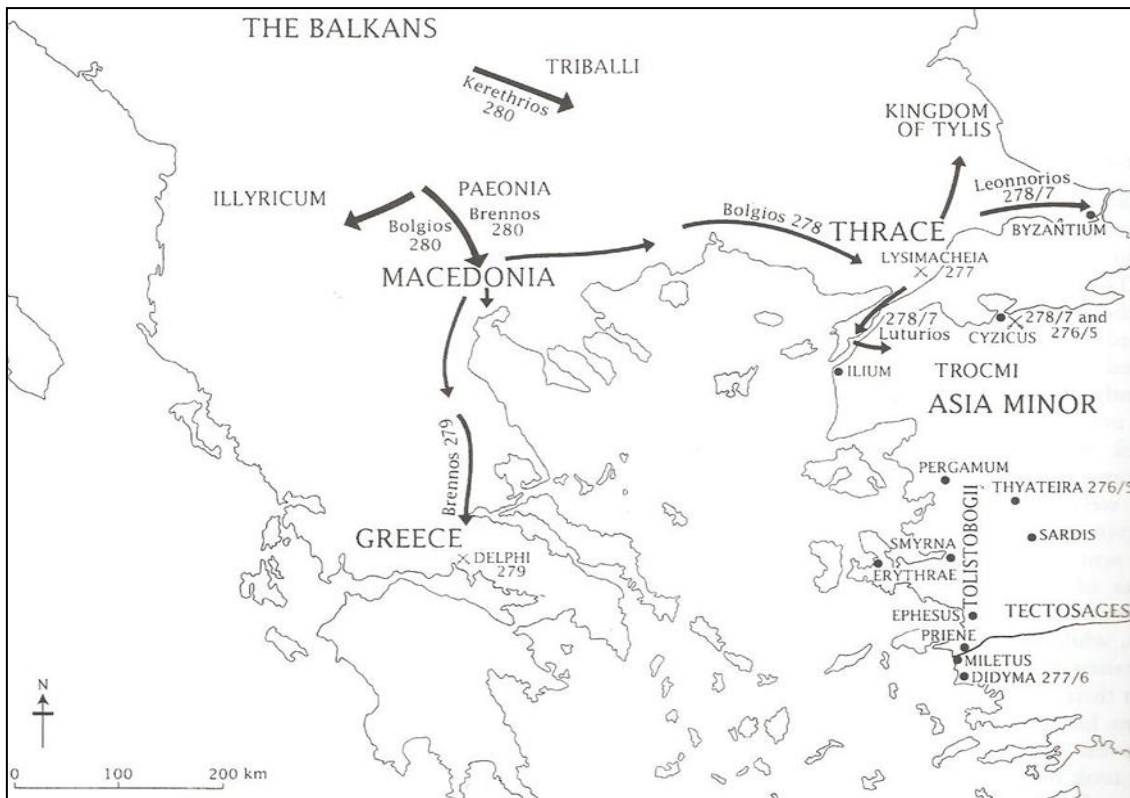 THE BALKANS
TRIBALLI
Kerethrios
280
KINGDOM
OF TYLIS
ILLYRICUM
PAEONIA
Brennos
280
Bolgios
280
Leonnorios
278/7
Bolgios 278
THRACE
BYZANTIUM
LYSIMACHEIA
277
MACEDONIA
278/7
Luturios
278/7 and
276/5
CYZICUS
ILIUM
TROCMI
ASIA MINOR
Brennos 279
PERGAMUM
THYATEIRA 276/5
TOLISTOBOGII
SARDIS
GREECE
DELPHI
279
SMYRNA
ERYTHRAE
EPHESUS
TECTOSAGES
PRIENE
MILETUS
DIDYMA 277/6
N
0 100 200 km